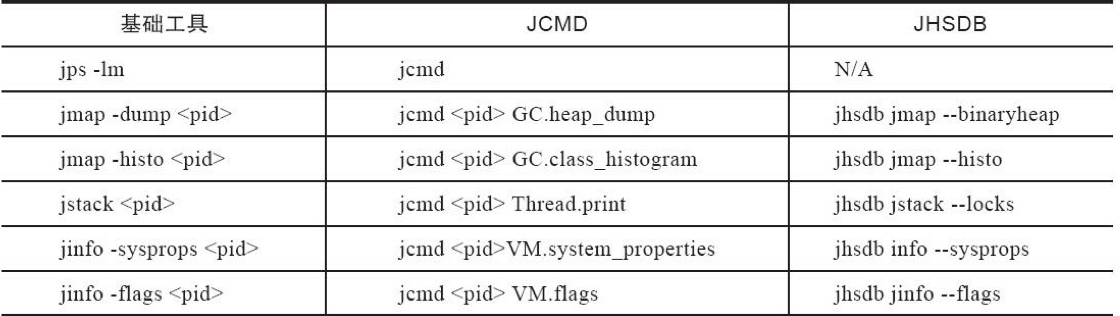 基础工具 JCMD JHSDB
jps -lm jcmd N/A
jmap -dump <pid> jcmd <pid> GC.heap_dump jhsdb jmap --binaryheap
jmap -histo <pid> jcmd <pid> GC.class_histogram jhsdb jmap --histo
jstack <pid> jcmd <pid> Thread.print jhsdb jstack --locks
jinfo -sysprops <pid> jcmd <pid>VM.system_properties jhsdb info --sysprops
jinfo -flags <pid> jcmd <pid> VM.flags jhsdb jinfo --flags